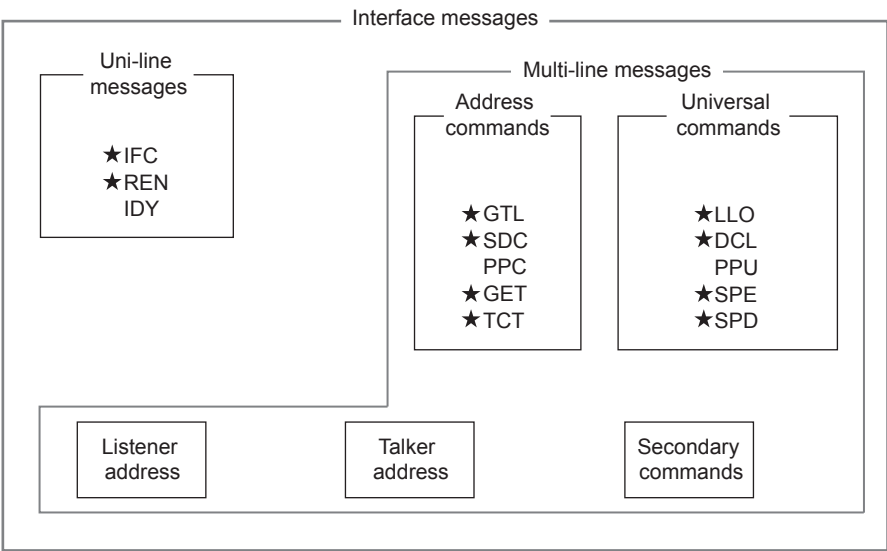 Interface messages
Uni-line
messages
★IFC
★REN
IDY
Multi-line messages
Address
commands
★GTL
★SDC
PPC
★GET
★TCT
Universal
commands
★LLO
★DCL
PPU
★SPE
★SPD
Listener
address
Talker
address
Secondary
commands